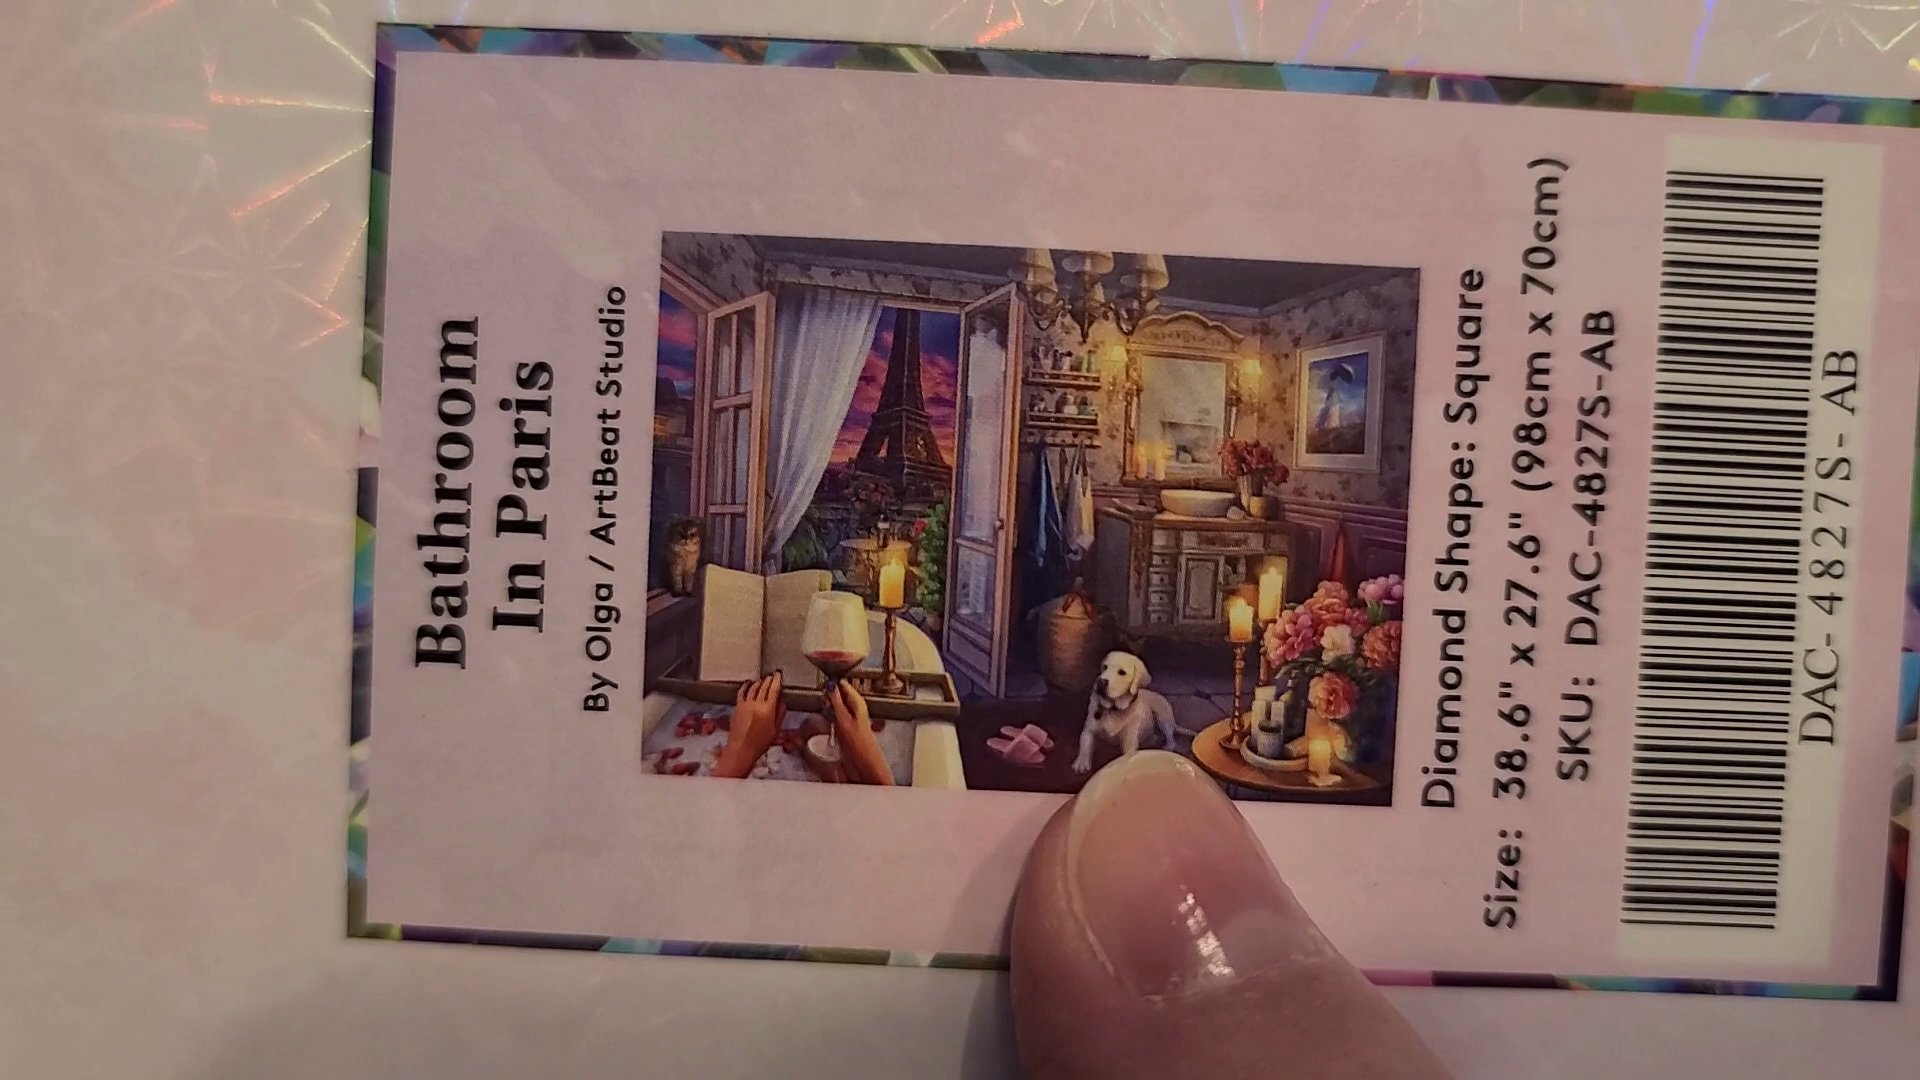 Bathroom
In Paris
By Olga / ArtBeat Studio
Diamond Shape: Square
Size: 38.6" x 27.6" (98cm x 70cm)
SKU: DAC-4827S-AB
DAC-4827S-AB